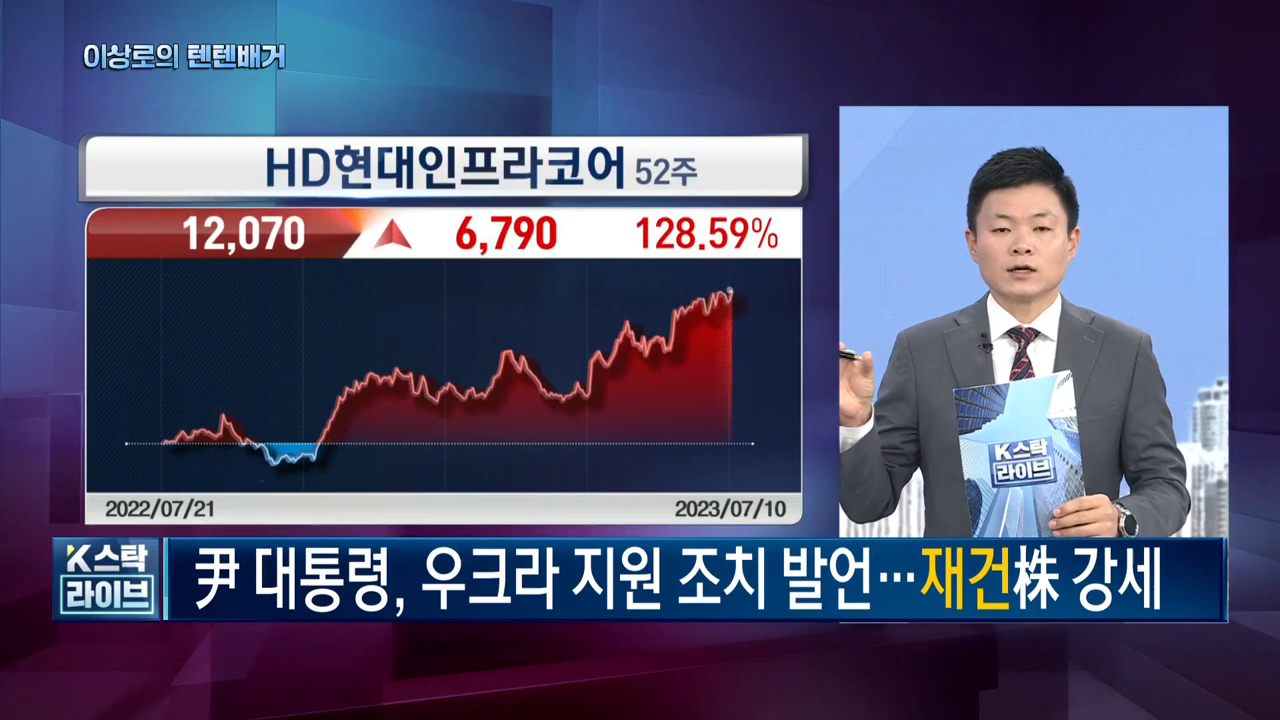 이상로의 텐텐배거
HD현대인프라코어 52주
12,070 ▲ 6,790 128.59%
2022/07/21 2023/07/10
K스탁
라이브
K스탁
라이브
尹 대통령, 우크라 지원 조치 발언…재건株 강세